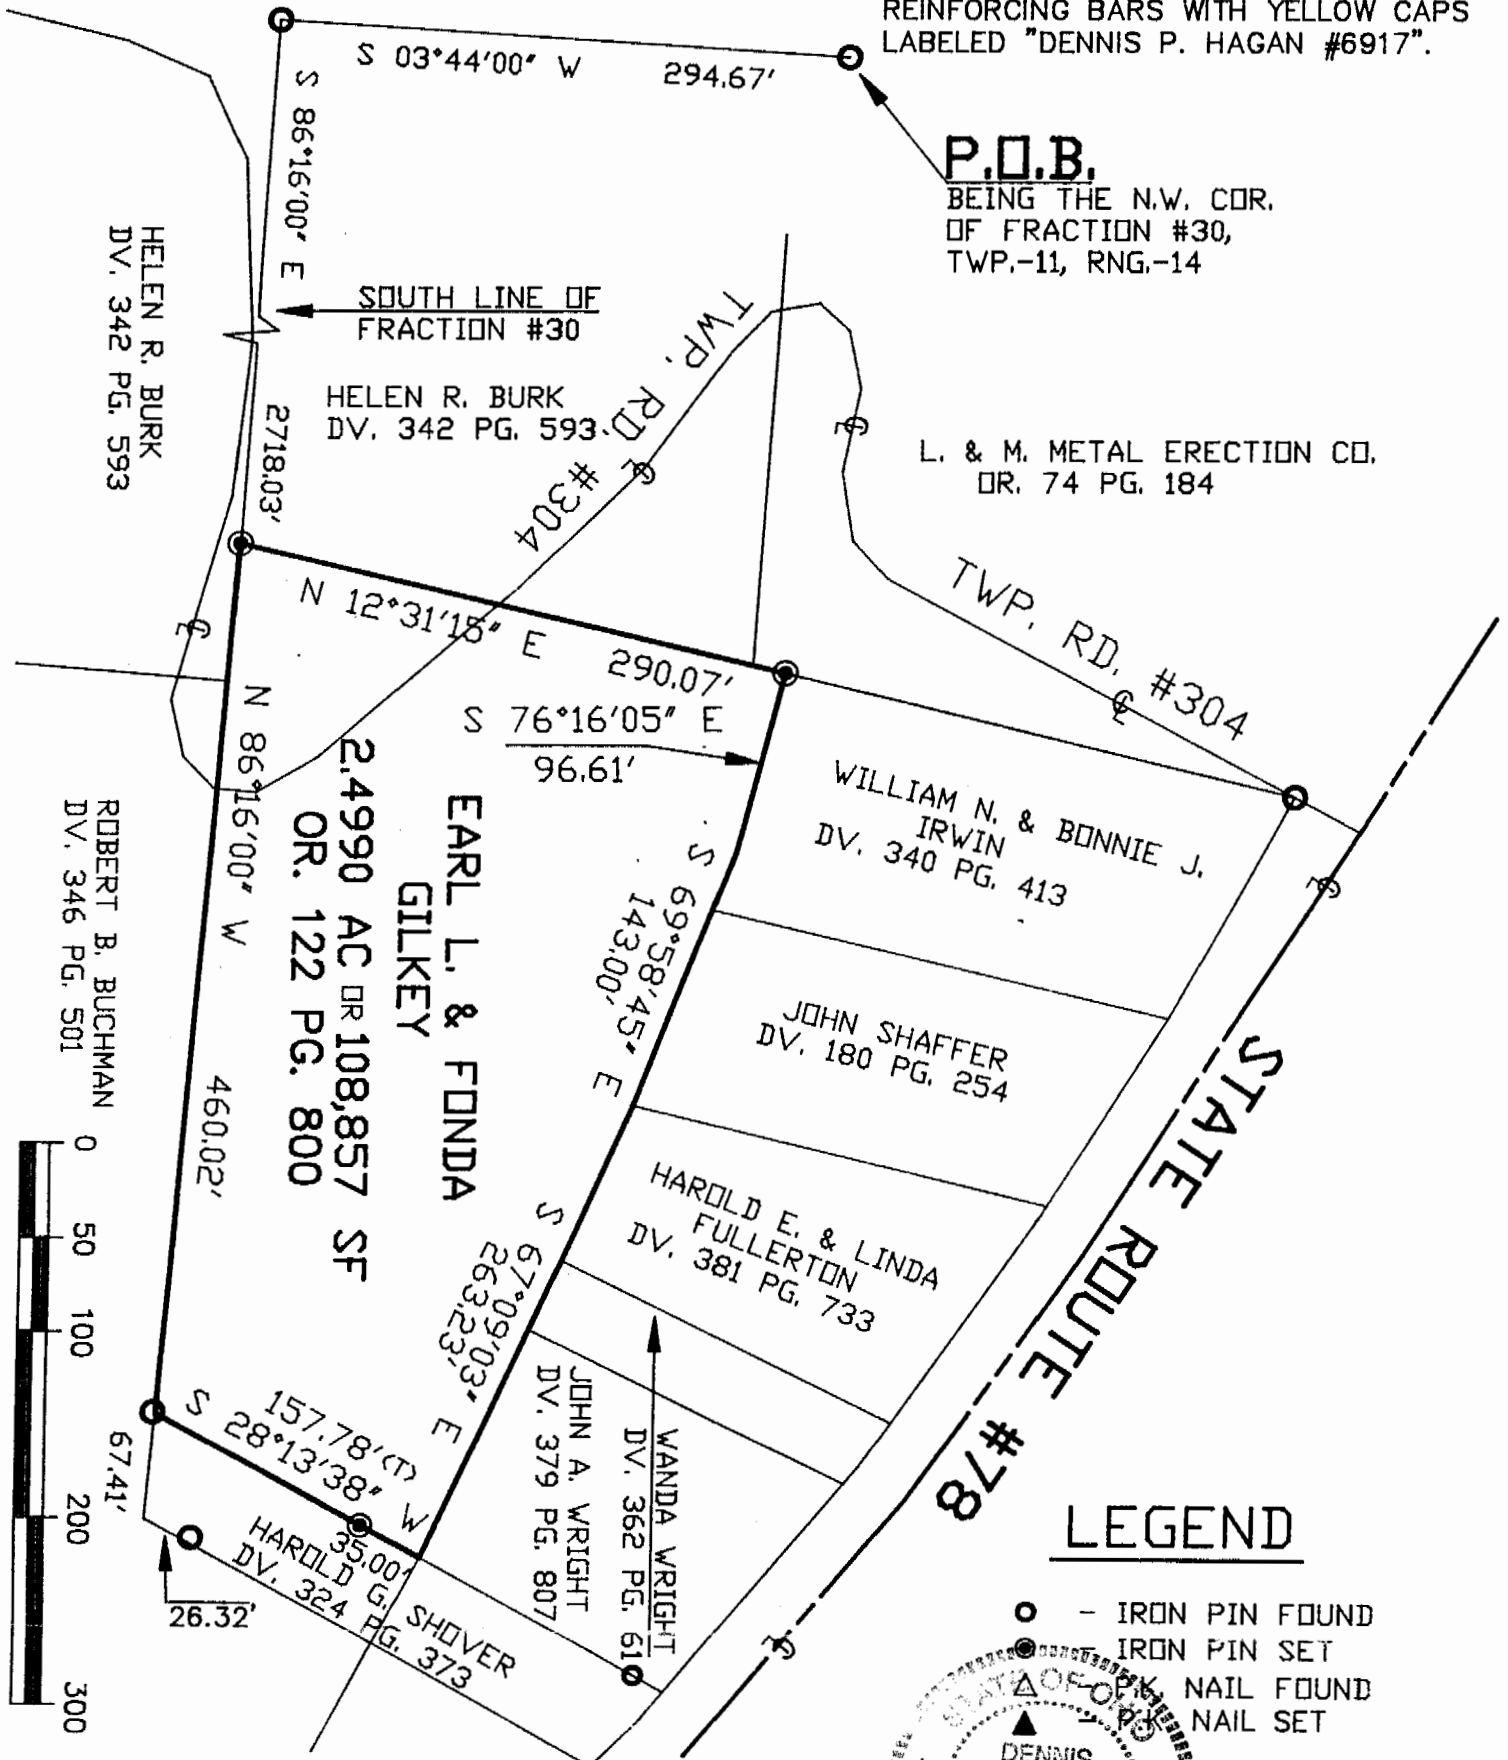 REINFORCING BARS WITH YELLOW CAPS
LABELED "DENNIS P. HAGAN #6917".
S 03°44'00" W 294.67'
P.O.B.
BEING THE N.W. COR.
OF FRACTION #30,
TWP.-11, RNG.-14
S 86°16'00" E
2718.03'
SOUTH LINE OF
FRACTION #30
HELEN R. BURK
DV. 342 PG. 593
HELEN R. BURK
DV. 342 PG. 593
TWP. RD. #304
L. & M. METAL ERECTION CO.
OR. 74 PG. 184
TWP. RD. #304
N 12°31'15" E 290.07'
S 76°16'05" E
96.61'
WILLIAM N. & BONNIE J.
IRWIN
DV. 340 PG. 413
S 69°58'45" E
143.00'
JOHN SHAFFER
DV. 180 PG. 254
N 86°16'00" W 460.02'
EARL L. & FONDA
GILKEY
2.4990 AC OR 108,857 SF
OR. 122 PG. 800
ROBERT B. BUCHMAN
DV. 346 PG. 501
STATE ROUTE #78
HAROLD E. & LINDA
FULLERTON
DV. 381 PG. 733
S 67°09'03" E
263.23'
WANDA WRIGHT
DV. 362 PG. 61
JOHN A. WRIGHT
DV. 379 PG. 807
157.78'(T)
S 28°13'38" W
35.00'
HAROLD G. SHOVER
DV. 324 PG. 373
67.41'
26.32'
0 50 100 200 300
LEGEND
- IRON PIN FOUND
- IRON PIN SET
- P.K. NAIL FOUND
- P.K. NAIL SET
STATE OF OHIO
DENNIS